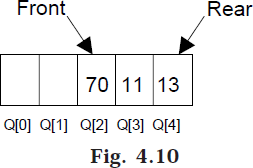 Front Rear
70 11 13
Q[0] Q[1] Q[2] Q[3] Q[4]
Fig. 4.10